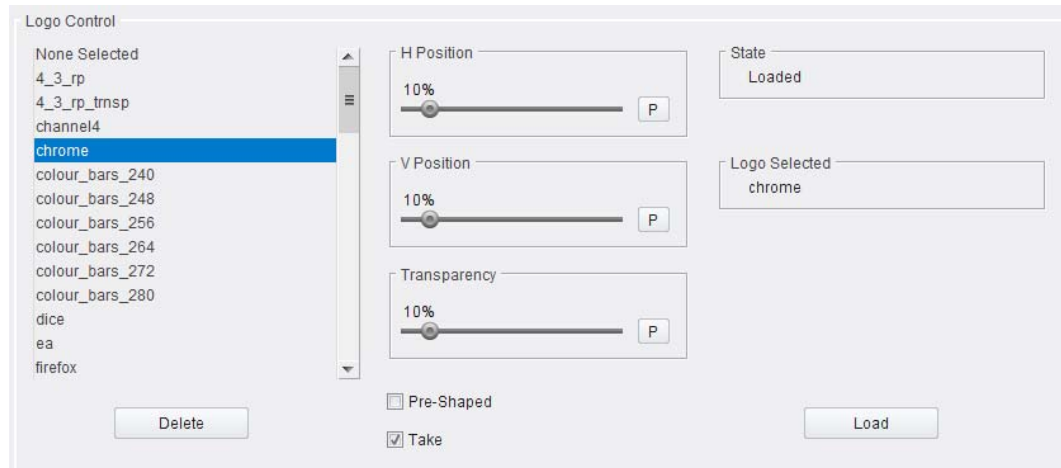 Logo Control
None Selected
4_3_rp
4_3_rp_trnsp
channel4
chrome
colour_bars_240
colour_bars_248
colour_bars_256
colour_bars_264
colour_bars_272
colour_bars_280
dice
ea
firefox
Delete
H Position
10%
P
V Position
10%
P
Transparency
10%
P
Pre-Shaped
Take
State
Loaded
Logo Selected
chrome
Load